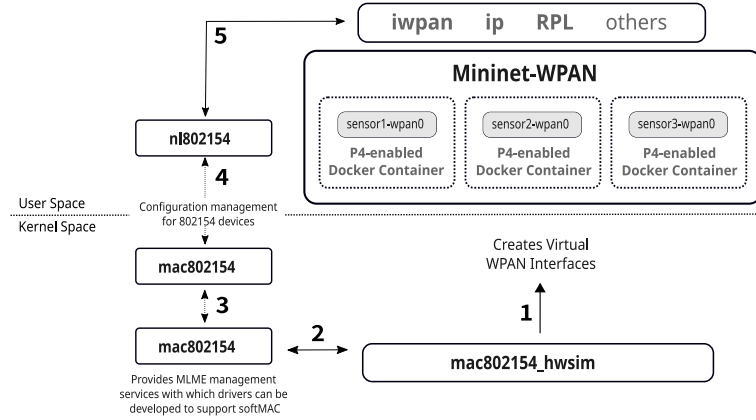 5
iwpan ip RPL others
Mininet-WPAN
sensor1-wpan0 sensor2-wpan0 sensor3-wpan0
P4-enabled P4-enabled P4-enabled
Docker Container Docker Container Docker Container
nl802154
4
User Space
Configuration management
for 802154 devices
Kernel Space
mac802154
Creates Virtual
WPAN Interfaces
3
1
mac802154
2
mac802154_hwsim
Provides MLME management
services with which drivers can be
developed to support softMAC